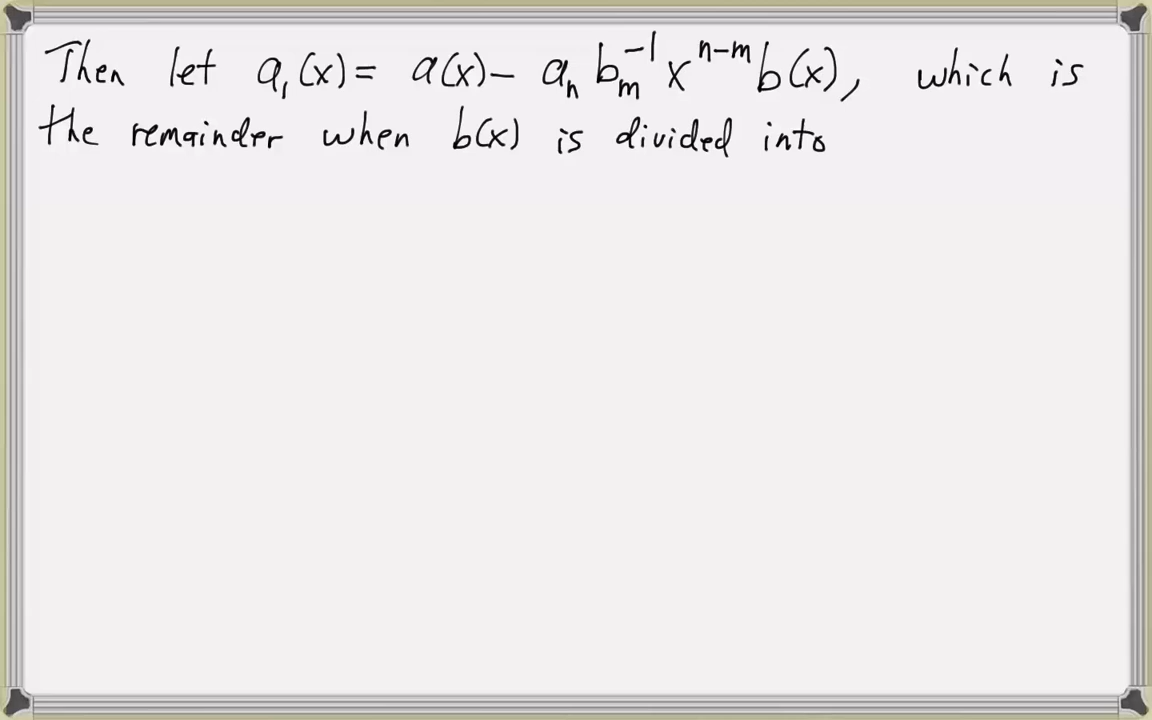 Then let a₁(x) = a(x) – aₙ bₘ⁻¹ xⁿ⁻ᵐ b(x), which is
the remainder when b(x) is divided into